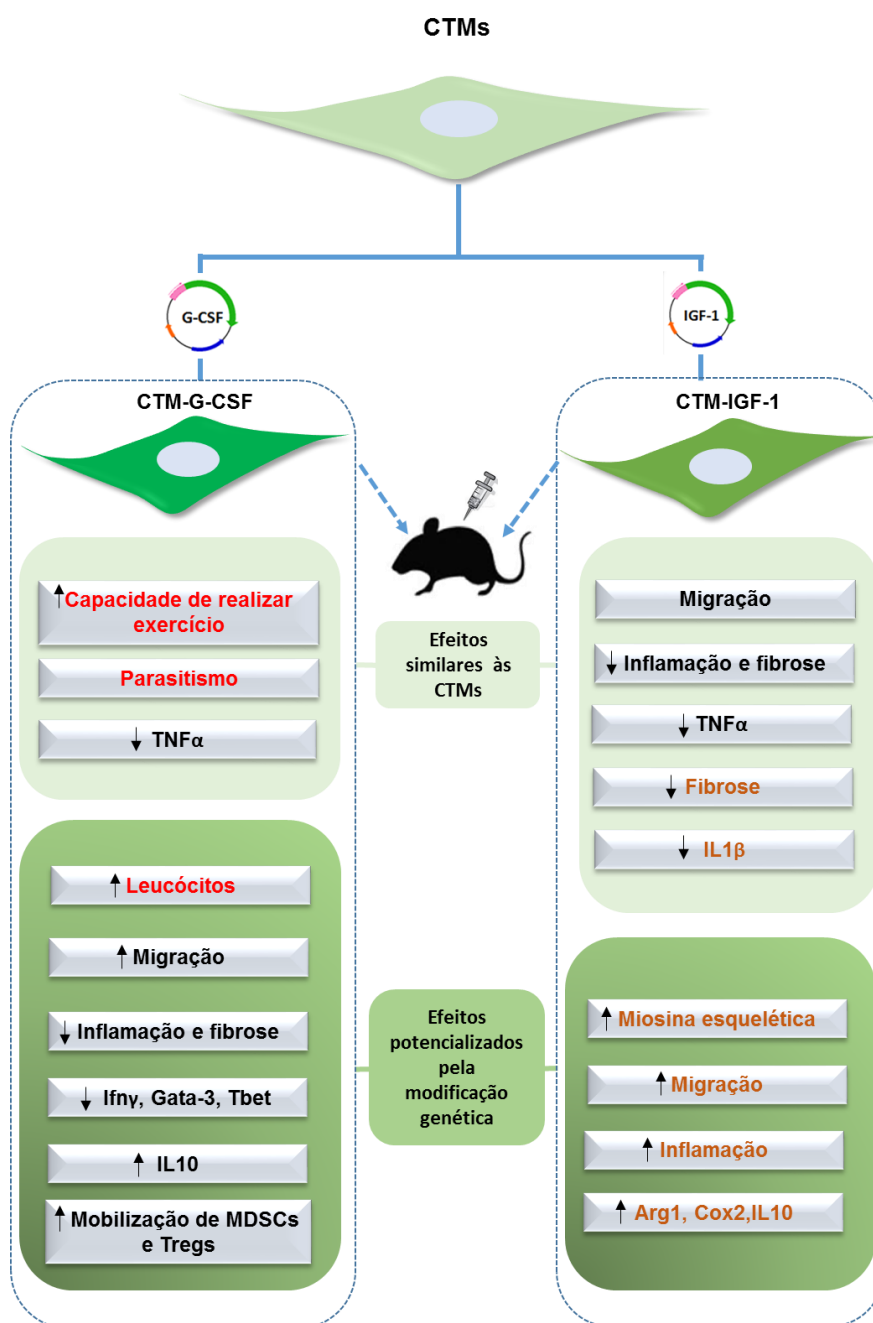 CTMs
G-CSF
IGF-1
CTM-G-CSF
↑Capacidade de realizar
exercício
Parasitismo
↓ TNFα
↑ Leucócitos
↑ Migração
↓ Inflamação e fibrose
↓ Ifnγ, Gata-3, Tbet
↑ IL10
↑ Mobilização de MDSCs
e Tregs
Efeitos
similares às
CTMs
Efeitos
potencializados
pela
modificação
genética
CTM-IGF-1
Migração
↓ Inflamação e fibrose
↓ TNFα
↓ Fibrose
↓ IL1β
↑ Miosina esquelética
↑ Migração
↑ Inflamação
↑ Arg1, Cox2,IL10